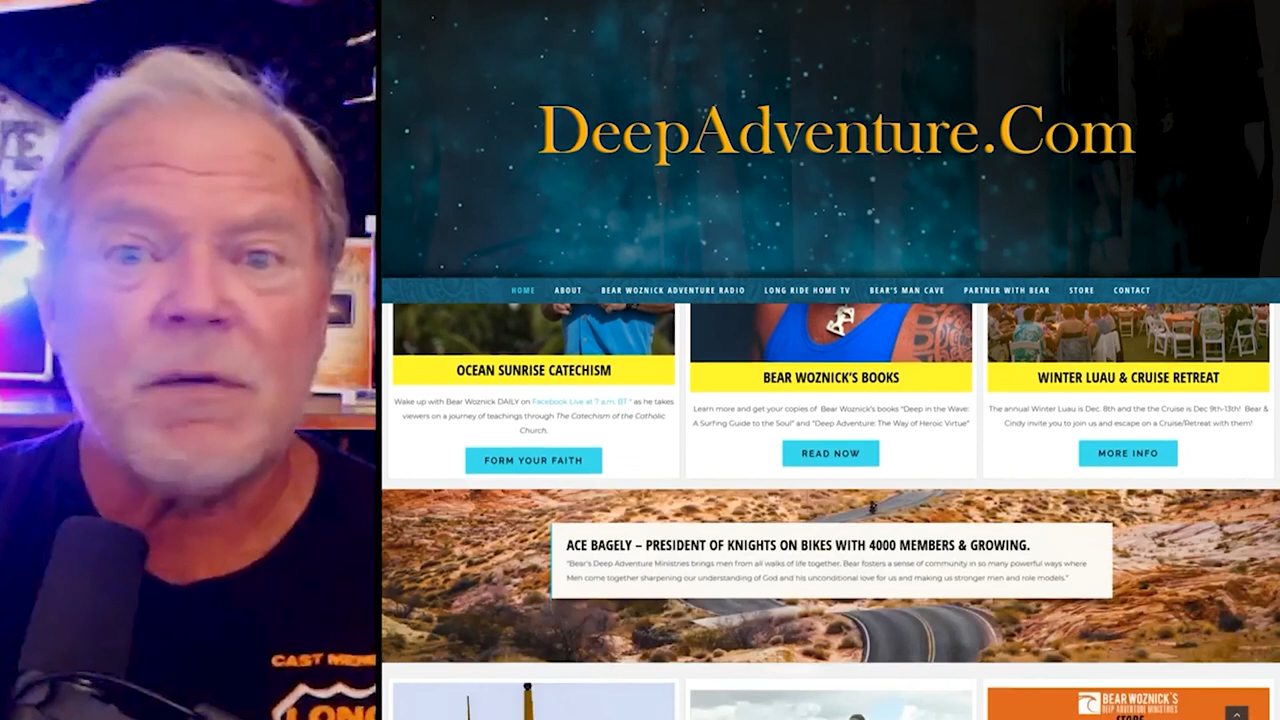 DeepAdventure.Com
HOME ABOUT BEAR WOZNICK ADVENTURE RADIO LONG RIDE HOME TV BEAR'S MAN CAVE PARTNER WITH BEAR STORE CONTACT
OCEAN SUNRISE CATECHISM
Wake up with Bear Woznick DAILY on Facebook Live at 7 a.m. BT " as he takes
viewers on a journey of teachings through The Catechism of the Catholic
Church.
FORM YOUR FAITH
BEAR WOZNICK'S BOOKS
Learn more and get your copies of Bear Woznick's books "Deep in the Wave:
A Surfing Guide to the Soul" and "Deep Adventure: The Way of Heroic Virtue"
READ NOW
WINTER LUAU & CRUISE RETREAT
The annual Winter Luau is Dec. 8th and the the Cruise is Dec 9th-13th! Bear &
Cindy invite you to join us and escape on a Cruise/Retreat with them!
MORE INFO
ACE BAGELY – PRESIDENT OF KNIGHTS ON BIKES WITH 4000 MEMBERS & GROWING.
"Bear's Deep Adventure Ministries brings men from all walks of life together. Bear fosters a sense of community in so many powerful ways where
Men come together sharpening our understanding of God and his unconditional love for us and making us stronger men and role models."
BEAR WOZNICK'S
DEEP ADVENTURE MINISTRIES
STORE
CAST
LONG